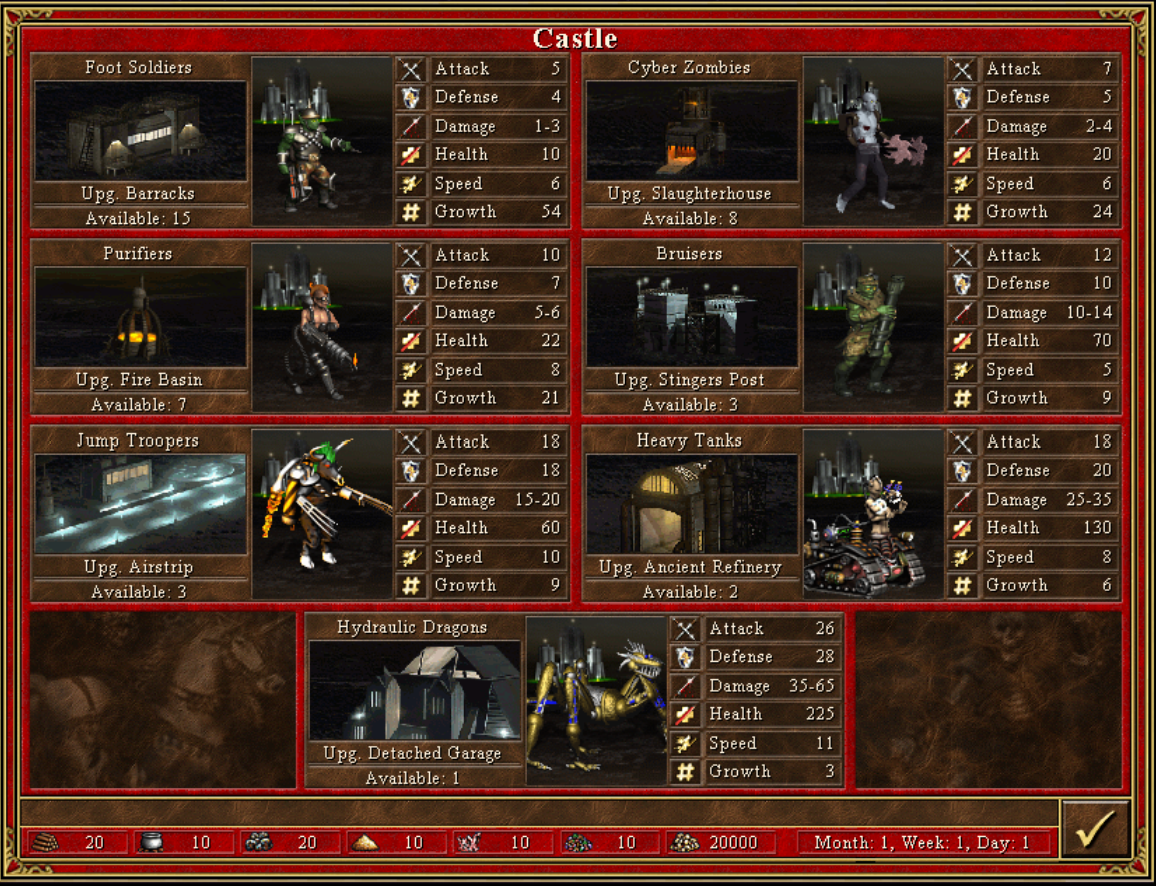 Castle
Foot Soldiers
Upg. Barracks
Available: 15
Attack 5
Defense 4
Damage 1-3
Health 10
Speed 6
Growth 54
Cyber Zombies
Upg. Slaughterhouse
Available: 8
Attack 7
Defense 5
Damage 2-4
Health 20
Speed 6
Growth 24
Purifiers
Upg. Fire Basin
Available: 7
Attack 10
Defense 7
Damage 5-6
Health 22
Speed 8
Growth 21
Bruisers
Upg. Stingers Post
Available: 3
Attack 12
Defense 10
Damage 10-14
Health 70
Speed 5
Growth 9
Jump Troopers
Upg. Airstrip
Available: 3
Attack 18
Defense 18
Damage 15-20
Health 60
Speed 10
Growth 9
Heavy Tanks
Upg. Ancient Refinery
Available: 2
Attack 18
Defense 20
Damage 25-35
Health 130
Speed 8
Growth 6
Hydraulic Dragons
Upg. Detached Garage
Available: 1
Attack 26
Defense 28
Damage 35-65
Health 225
Speed 11
Growth 3
20 10 20 10 10 10 20000 Month: 1, Week: 1, Day: 1